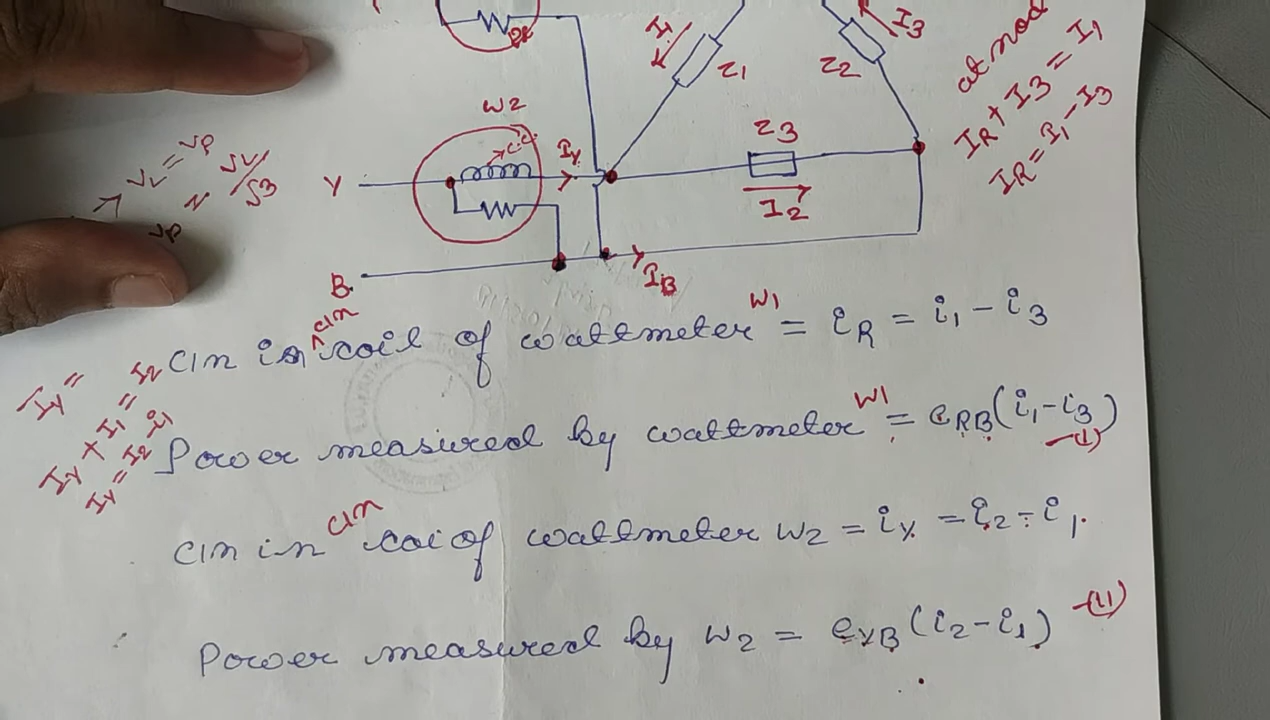 I1
I3
Z1
Z2
at nod
IR + I3 = I1
IR = I1 - I3
W2
c.c.
IY
Z3
I2
Y
VL = VP
VP = VL/√3
B
IB
W1
C/n in coil of wattmeter = iR = i1 - i3
C/n
IY =
IY + I1 = I2
IY = I2 - I1
W1
Power measured by wattmeter = eRB(i1-i3)
-(I)
C/n
C/n in coi of wattmeter W2 = iY = i2 - i1.
Power measured by W2 = eYB(i2-i1) -(II)